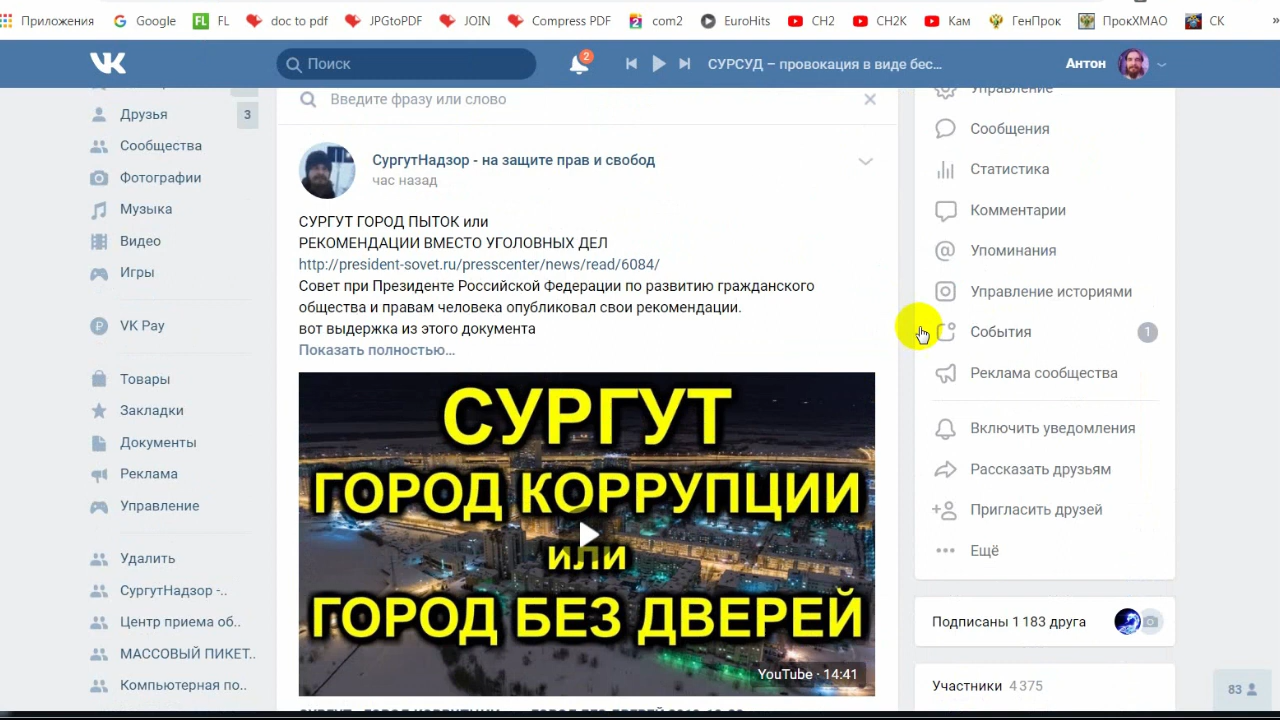 Приложения
Google
FL
doc to pdf
JPGtoPDF
JOIN
Compress PDF
com2
EuroHits
CH2
CH2K
Кам
ГенПрок
ПрокХМАО
СК
»
Поиск
2
СУРСУД – провокация в виде бес...
Антон
Друзья
3
Сообщества
Фотографии
Музыка
Видео
Игры
VK Pay
Товары
Закладки
Документы
Реклама
Управление
Удалить
СургутНадзор -..
Центр приема об..
МАССОВЫЙ ПИКЕТ..
Компьютерная по..
Введите фразу или слово
СургутНадзор - на защите прав и свобод
час назад
СУРГУТ ГОРОД ПЫТОК или
РЕКОМЕНДАЦИИ ВМЕСТО УГОЛОВНЫХ ДЕЛ
http://president-sovet.ru/presscenter/news/read/6084/
Совет при Президенте Российской Федерации по развитию гражданского
общества и правам человека опубликовал свои рекомендации.
вот выдержка из этого документа
Показать полностью…
СУРГУТ
ГОРОД КОРРУПЦИИ
или
ГОРОД БЕЗ ДВЕРЕЙ
YouTube · 14:41
Управление
Сообщения
Статистика
Комментарии
Упоминания
Управление историями
События
1
Реклама сообщества
Включить уведомления
Рассказать друзьям
Пригласить друзей
Ещё
Подписаны 1 183 друга
Участники 4 375
83